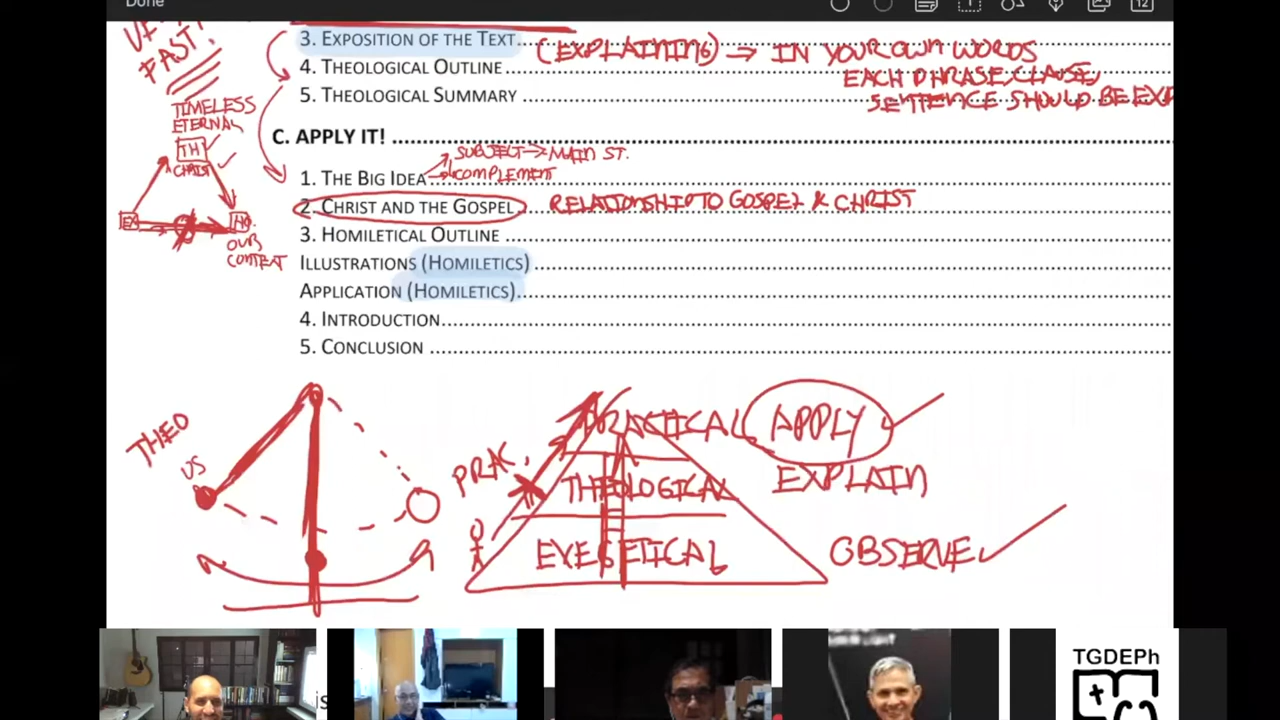 Done
12
FAST!
3. EXPOSITION OF THE TEXT
(EXPLAINING) → IN YOUR OWN WORDS
4. THEOLOGICAL OUTLINE
EACH PHRASE, CLAUSE,
5. THEOLOGICAL SUMMARY
SENTENCE SHOULD BE EXP
TIMELESS
ETERNAL
TH
CHRIST
EX
HO.
OUR
CONTEXT
C. APPLY IT!
SUBJECT → MAIN ST.
COMPLEMENT
1. THE BIG IDEA
2. CHRIST AND THE GOSPEL
RELATIONSHIP TO GOSPEL & CHRIST
3. HOMILETICAL OUTLINE
ILLUSTRATIONS (HOMILETICS)
APPLICATION (HOMILETICS)
4. INTRODUCTION
5. CONCLUSION
THEO
US
PRAC.
PRACTICAL APPLY
THEOLOGICAL EXPLAIN
EXEGETICAL OBSERVE
TGDEPh